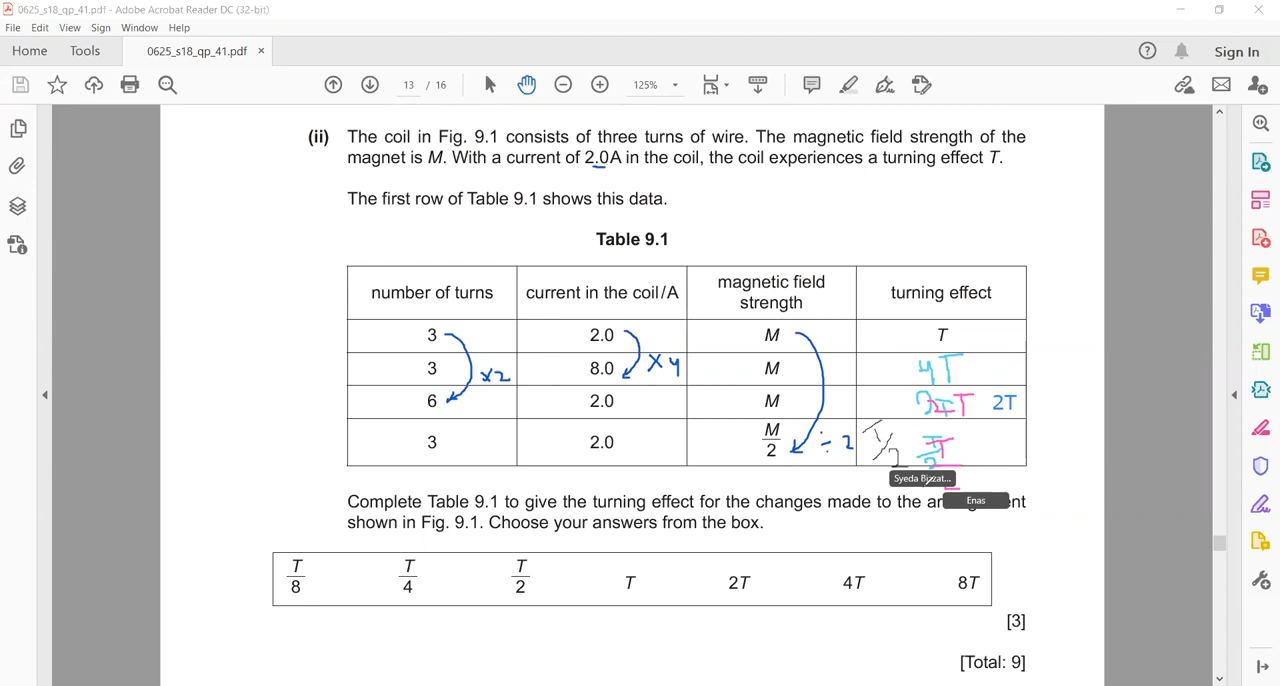 0625_s18_qp_41.pdf - Adobe Acrobat Reader DC (32-bit)
File Edit View Sign Window Help
Home Tools 0625_s18_qp_41.pdf × Sign In
13 / 16 125%
(ii) The coil in Fig. 9.1 consists of three turns of wire. The magnetic field strength of the
magnet is M. With a current of 2.0A in the coil, the coil experiences a turning effect T.
The first row of Table 9.1 shows this data.
Table 9.1
number of turns current in the coil/A magnetic field strength turning effect
3 2.0 M T
3 8.0 M 4T
×4
6 2.0 M 2T 2T
×2
3 2.0 M/2 T/2 T/2
÷ 2
Syeda Bizzat...
Enas
Complete Table 9.1 to give the turning effect for the changes made to the arrangement
shown in Fig. 9.1. Choose your answers from the box.
T/8 T/4 T/2 T 2T 4T 8T
[3]
[Total: 9]